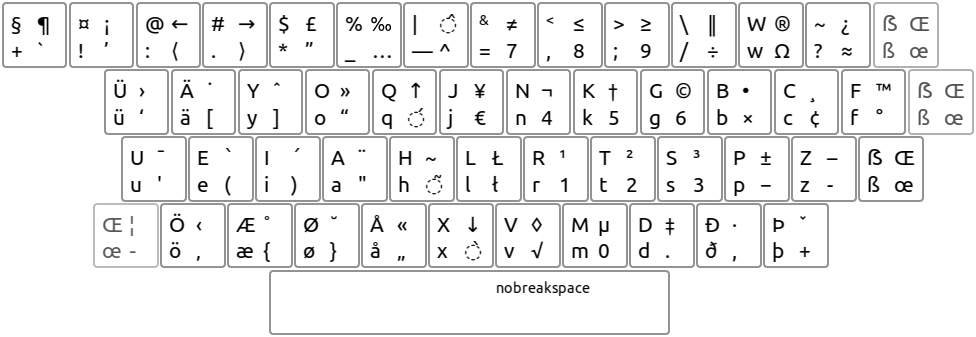 § ¶ ¤ ¡ @ ← # → $ £ % ‰ | ◌̂ & ≠ < ≤ > ≥ \ ‖ W ® ~ ¿ ẞ Œ
+ ` ! ’ : ⟨ . ⟩ * ” _ … — ^ = 7 , 8 ; 9 / ÷ w Ω ? ≈ ß œ
Ü › Ä ˙ Y ˆ O » Q ↑ J ¥ N ¬ K † G © B • C ¸ F ™ ẞ Œ
ü ‘ ä [ y ] o “ q ◌́ j € n 4 k 5 g 6 b × c ¢ f ° ß œ
U ¯ E ` I ´ A ¨ H ~ L Ł R ¹ T ² S ³ P ± Z – ẞ Œ
u ' e ( i ) a " h ◌̃ l ł r 1 t 2 s 3 p − z - ß œ
Œ ¦ Ö ‹ Æ ˚ Ø ˘ Å « X ↓ V ◊ M µ D ‡ Ð · Þ ˇ
œ - ö ‚ æ { ø } å „ x ◌̀ v √ m 0 d . ð , þ +
nobreakspace